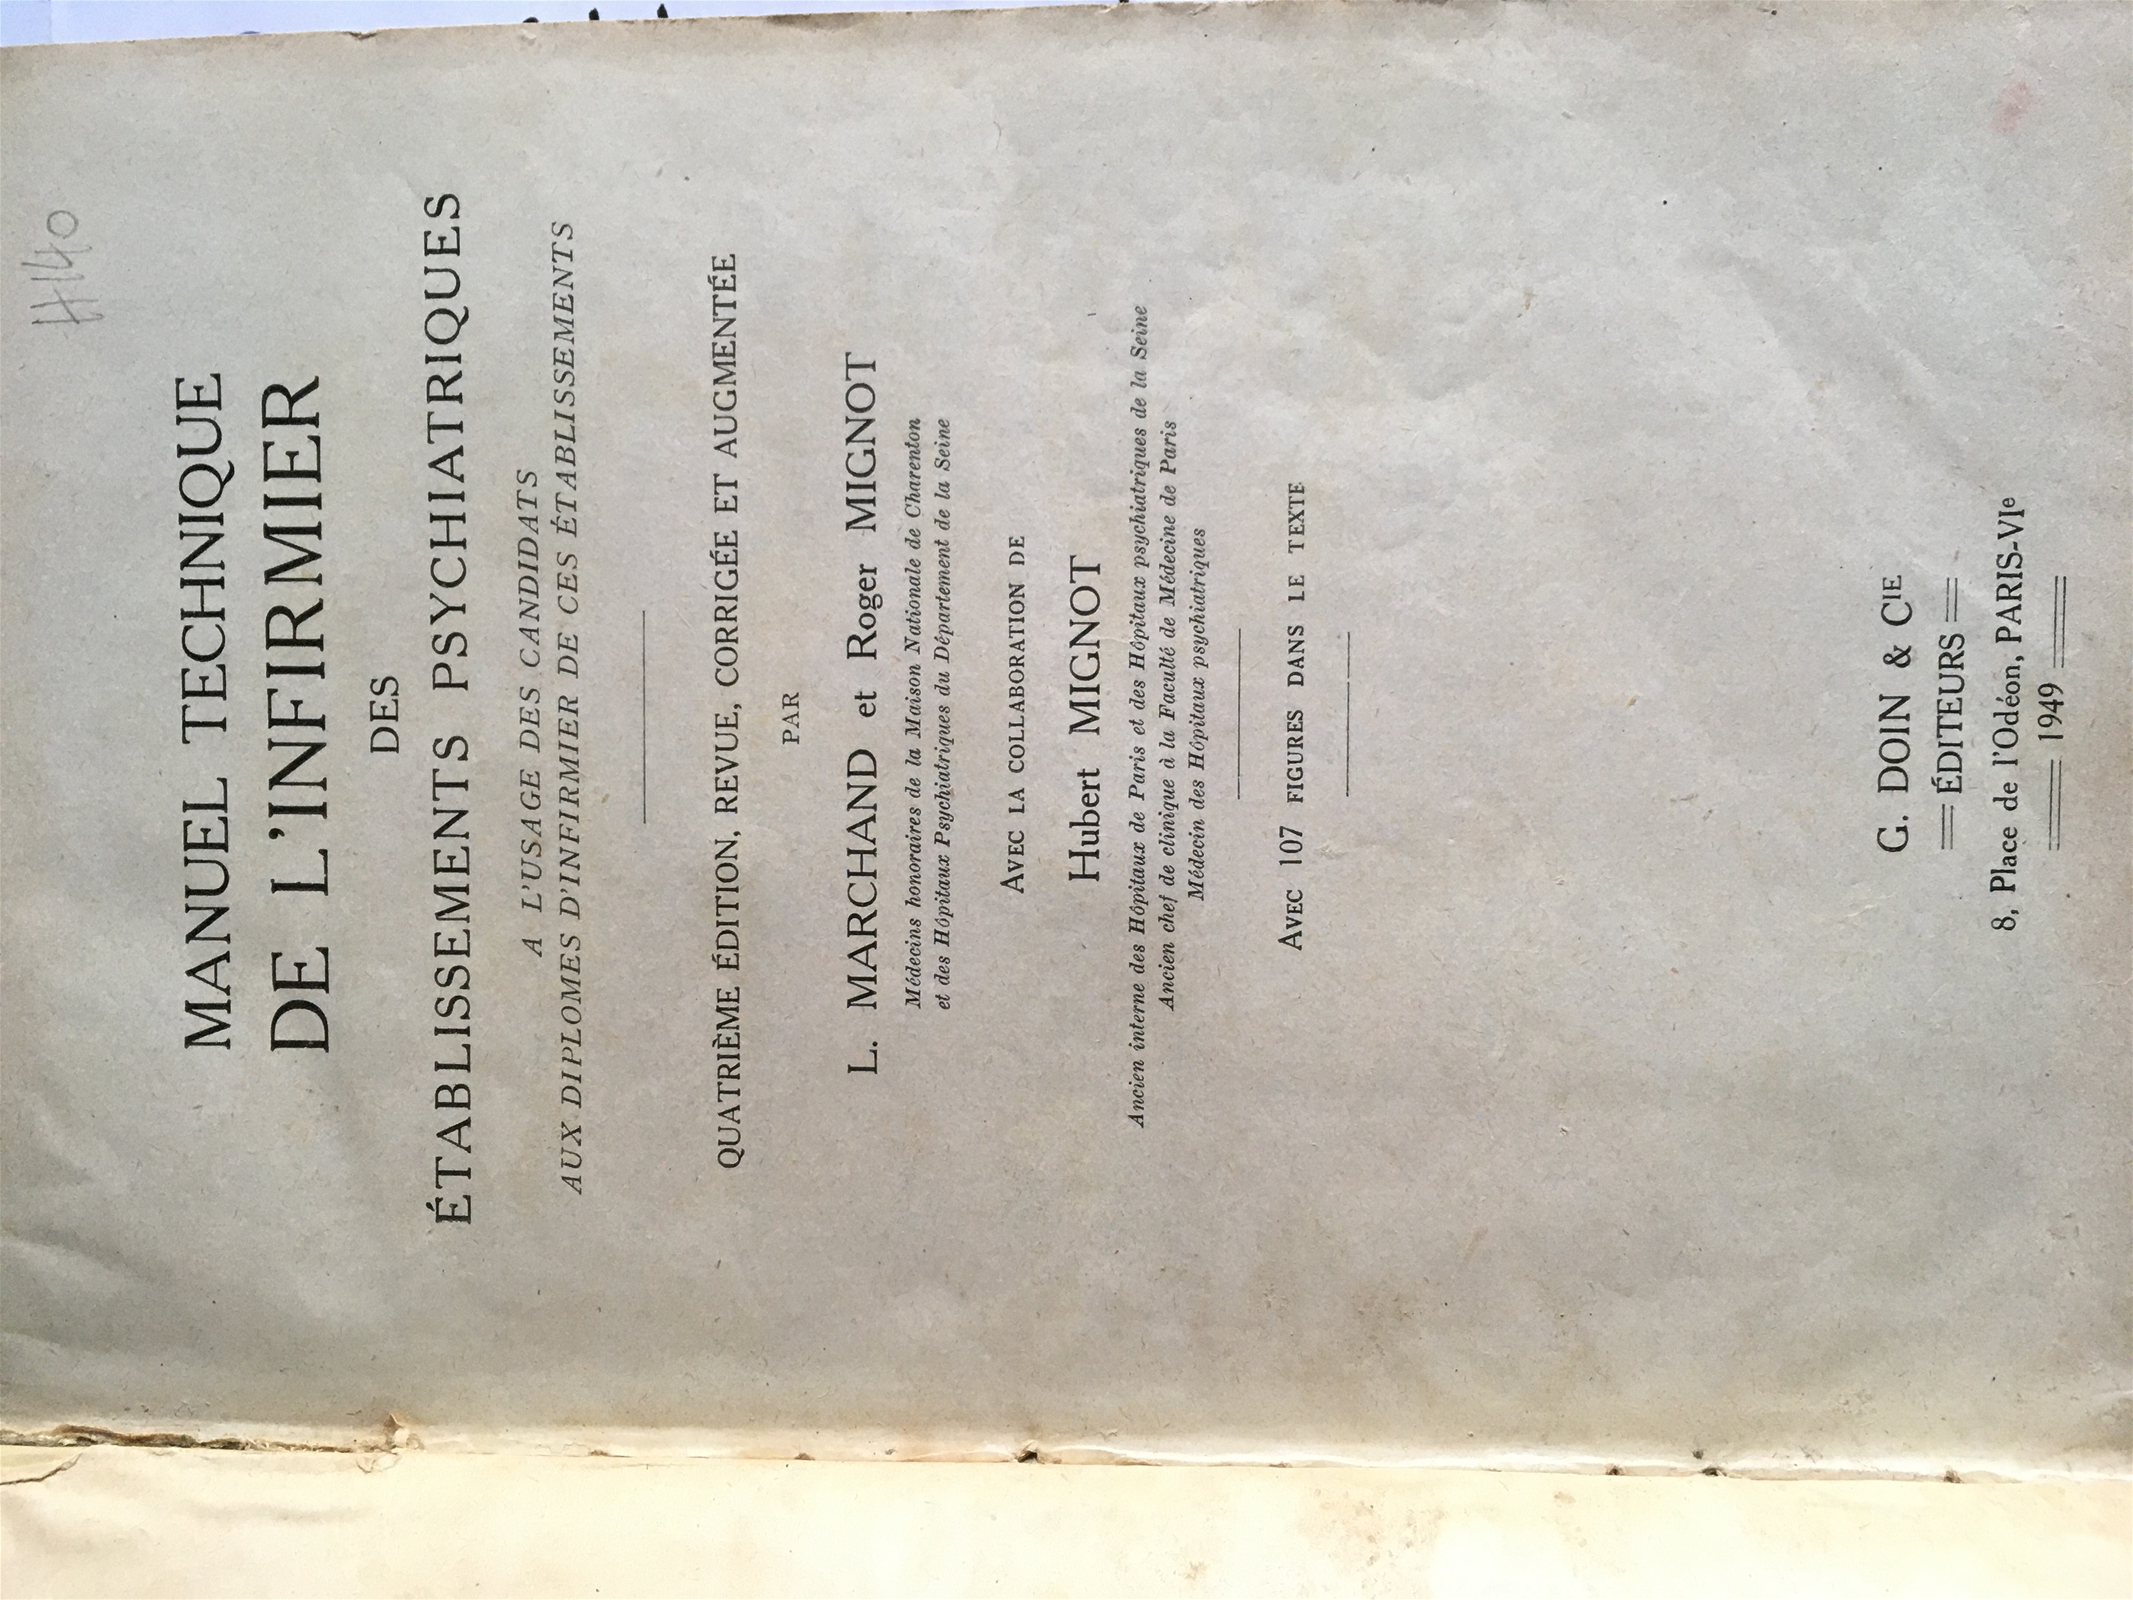 H40
MANUEL TECHNIQUE
DE L'INFIRMIER
DES
ÉTABLISSEMENTS PSYCHIATRIQUES
A L'USAGE DES CANDIDATS
AUX DIPLOMES D'INFIRMIER DE CES ÉTABLISSEMENTS
QUATRIÈME ÉDITION, REVUE, CORRIGÉE ET AUGMENTÉE
PAR
L. MARCHAND et Roger MIGNOT
Médecins honoraires de la Maison Nationale de Charenton
et des Hôpitaux Psychiatriques du Département de la Seine
AVEC LA COLLABORATION DE
Hubert MIGNOT
Ancien interne des Hôpitaux de Paris et des Hôpitaux psychiatriques de la Seine
Ancien chef de clinique à la Faculté de Médecine de Paris
Médecin des Hôpitaux psychiatriques
AVEC 107 FIGURES DANS LE TEXTE
G. DOIN & CIE
ÉDITEURS
8, Place de l'Odéon, PARIS-VIe
1949